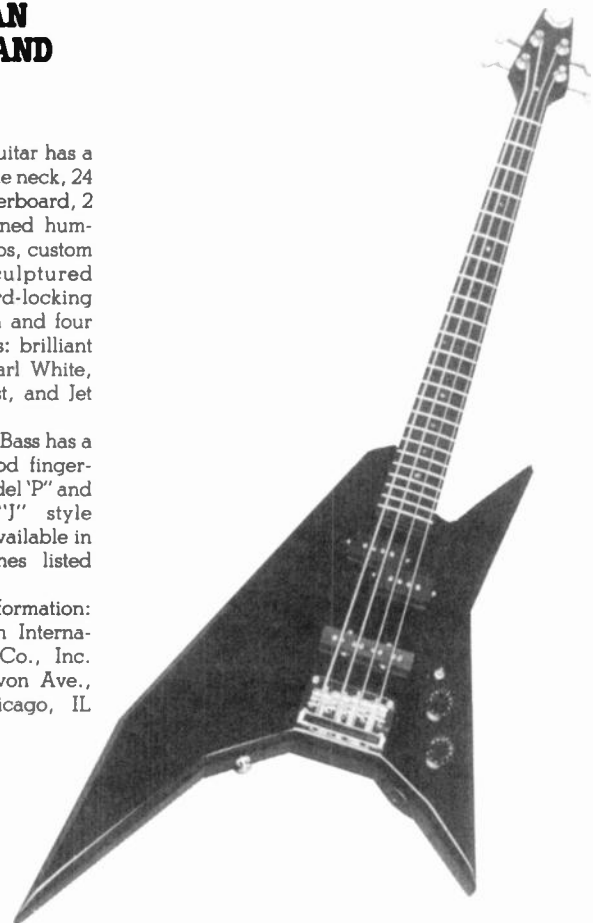 AN
AND
uitar has a
e neck, 24
erboard, 2
ned hum-
os, custom
culptured
rd-locking
and four
s: brilliant
arl White,
st, and Jet
Bass has a
od finger-
del 'P" and
"J" style
vailable in
nes listed
formation:
n Interna-
Co., Inc.
von Ave.,
icago, IL